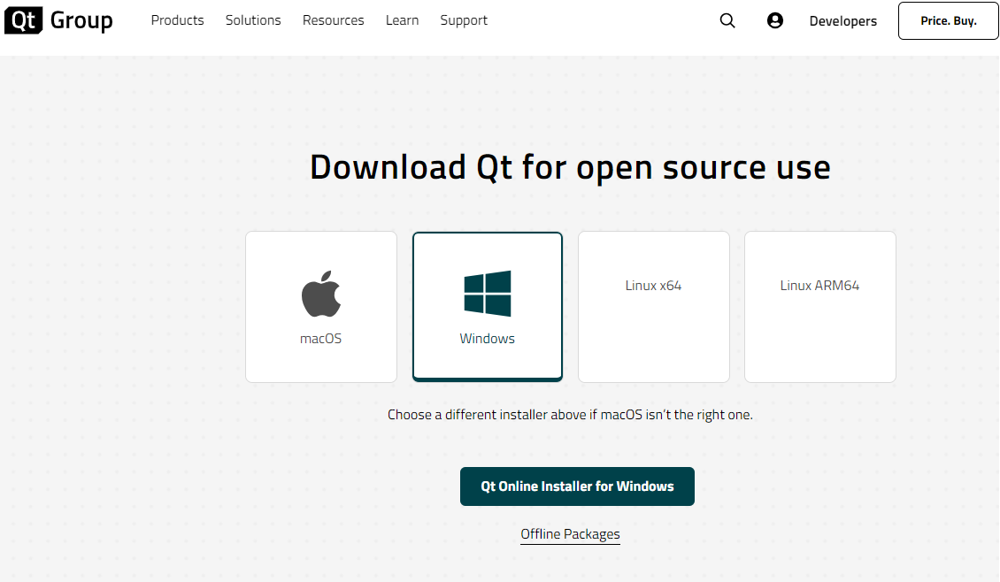 Qt Group Products Solutions Resources Learn Support Developers Price. Buy.
Download Qt for open source use
macOS Windows Linux x64 Linux ARM64
Choose a different installer above if macOS isn’t the right one.
Qt Online Installer for Windows
Offline Packages